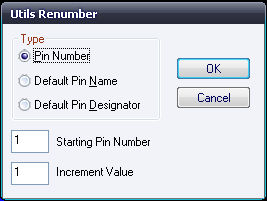 Utils Renumber
Type
Pin Number
Default Pin Name
OK
Default Pin Designator
Cancel
1 Starting Pin Number
1 Increment Value